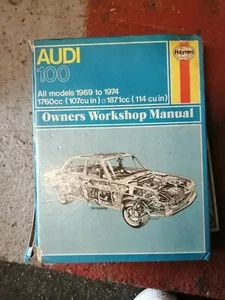 AUDI
Haynes
100
All models 1969 to 1974
1760cc (107cu in) □ 1871cc (114 cu in)
Owners Workshop Manual